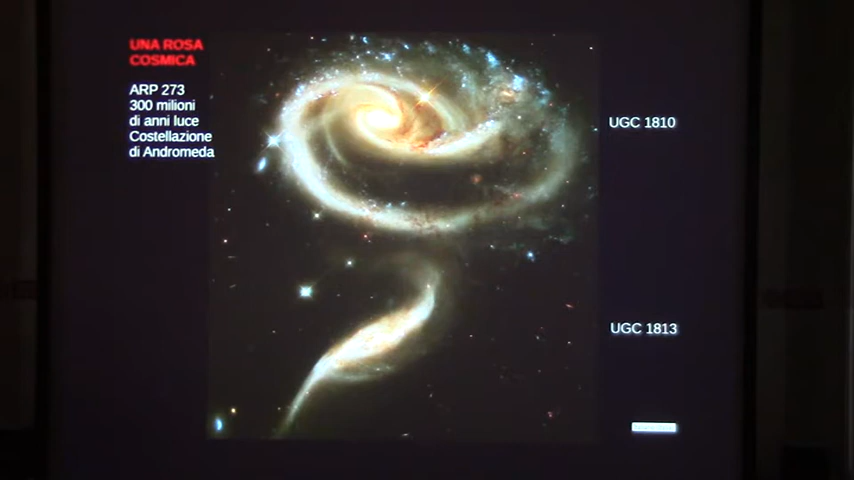 UNA ROSA
COSMICA
ARP 273
300 milioni
di anni luce
Costellazione
di Andromeda
UGC 1810
UGC 1813